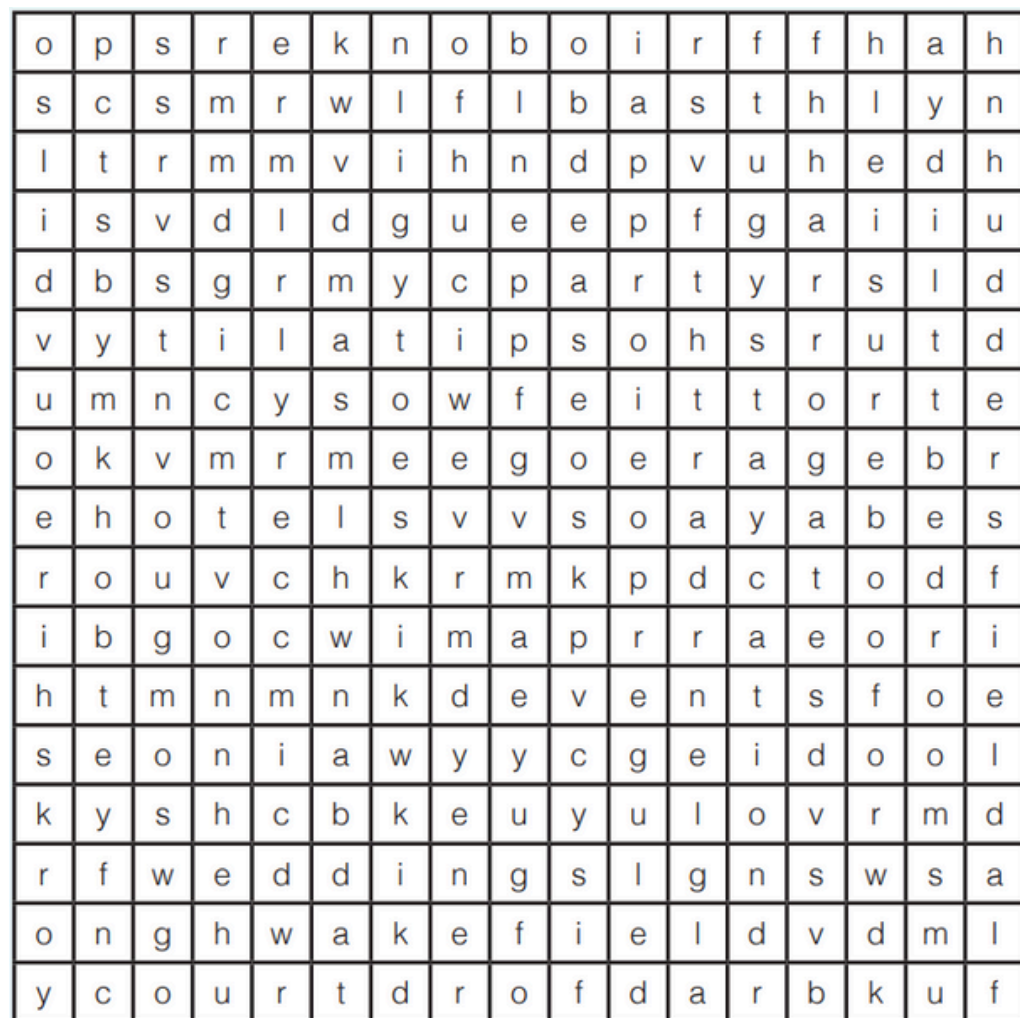 o p s r e k n o b o i r f f h a h
s c s m r w l f l b a s t h l y n
l t r m m v i h n d p v u h e d h
i s v d l d g u e e p f g a i i u
d b s g r m y c p a r t y r s l d
v y t i l a t i p s o h s r u t d
u m n c y s o w f e i t t o r t e
o k v m r m e e g o e r a g e b r
e h o t e l s v v s o a y a b e s
r o u v c h k r m k p d c t o d f
i b g o c w i m a p r r a e o r i
h t m n m n k d e v e n t s f o e
s e o n i a w y y c g e i d o o l
k y s h c b k e u y u l o v r m d
r f w e d d i n g s l g n s w s a
o n g h w a k e f i e l d v d m l
y c o u r t d r o f d a r b k u f